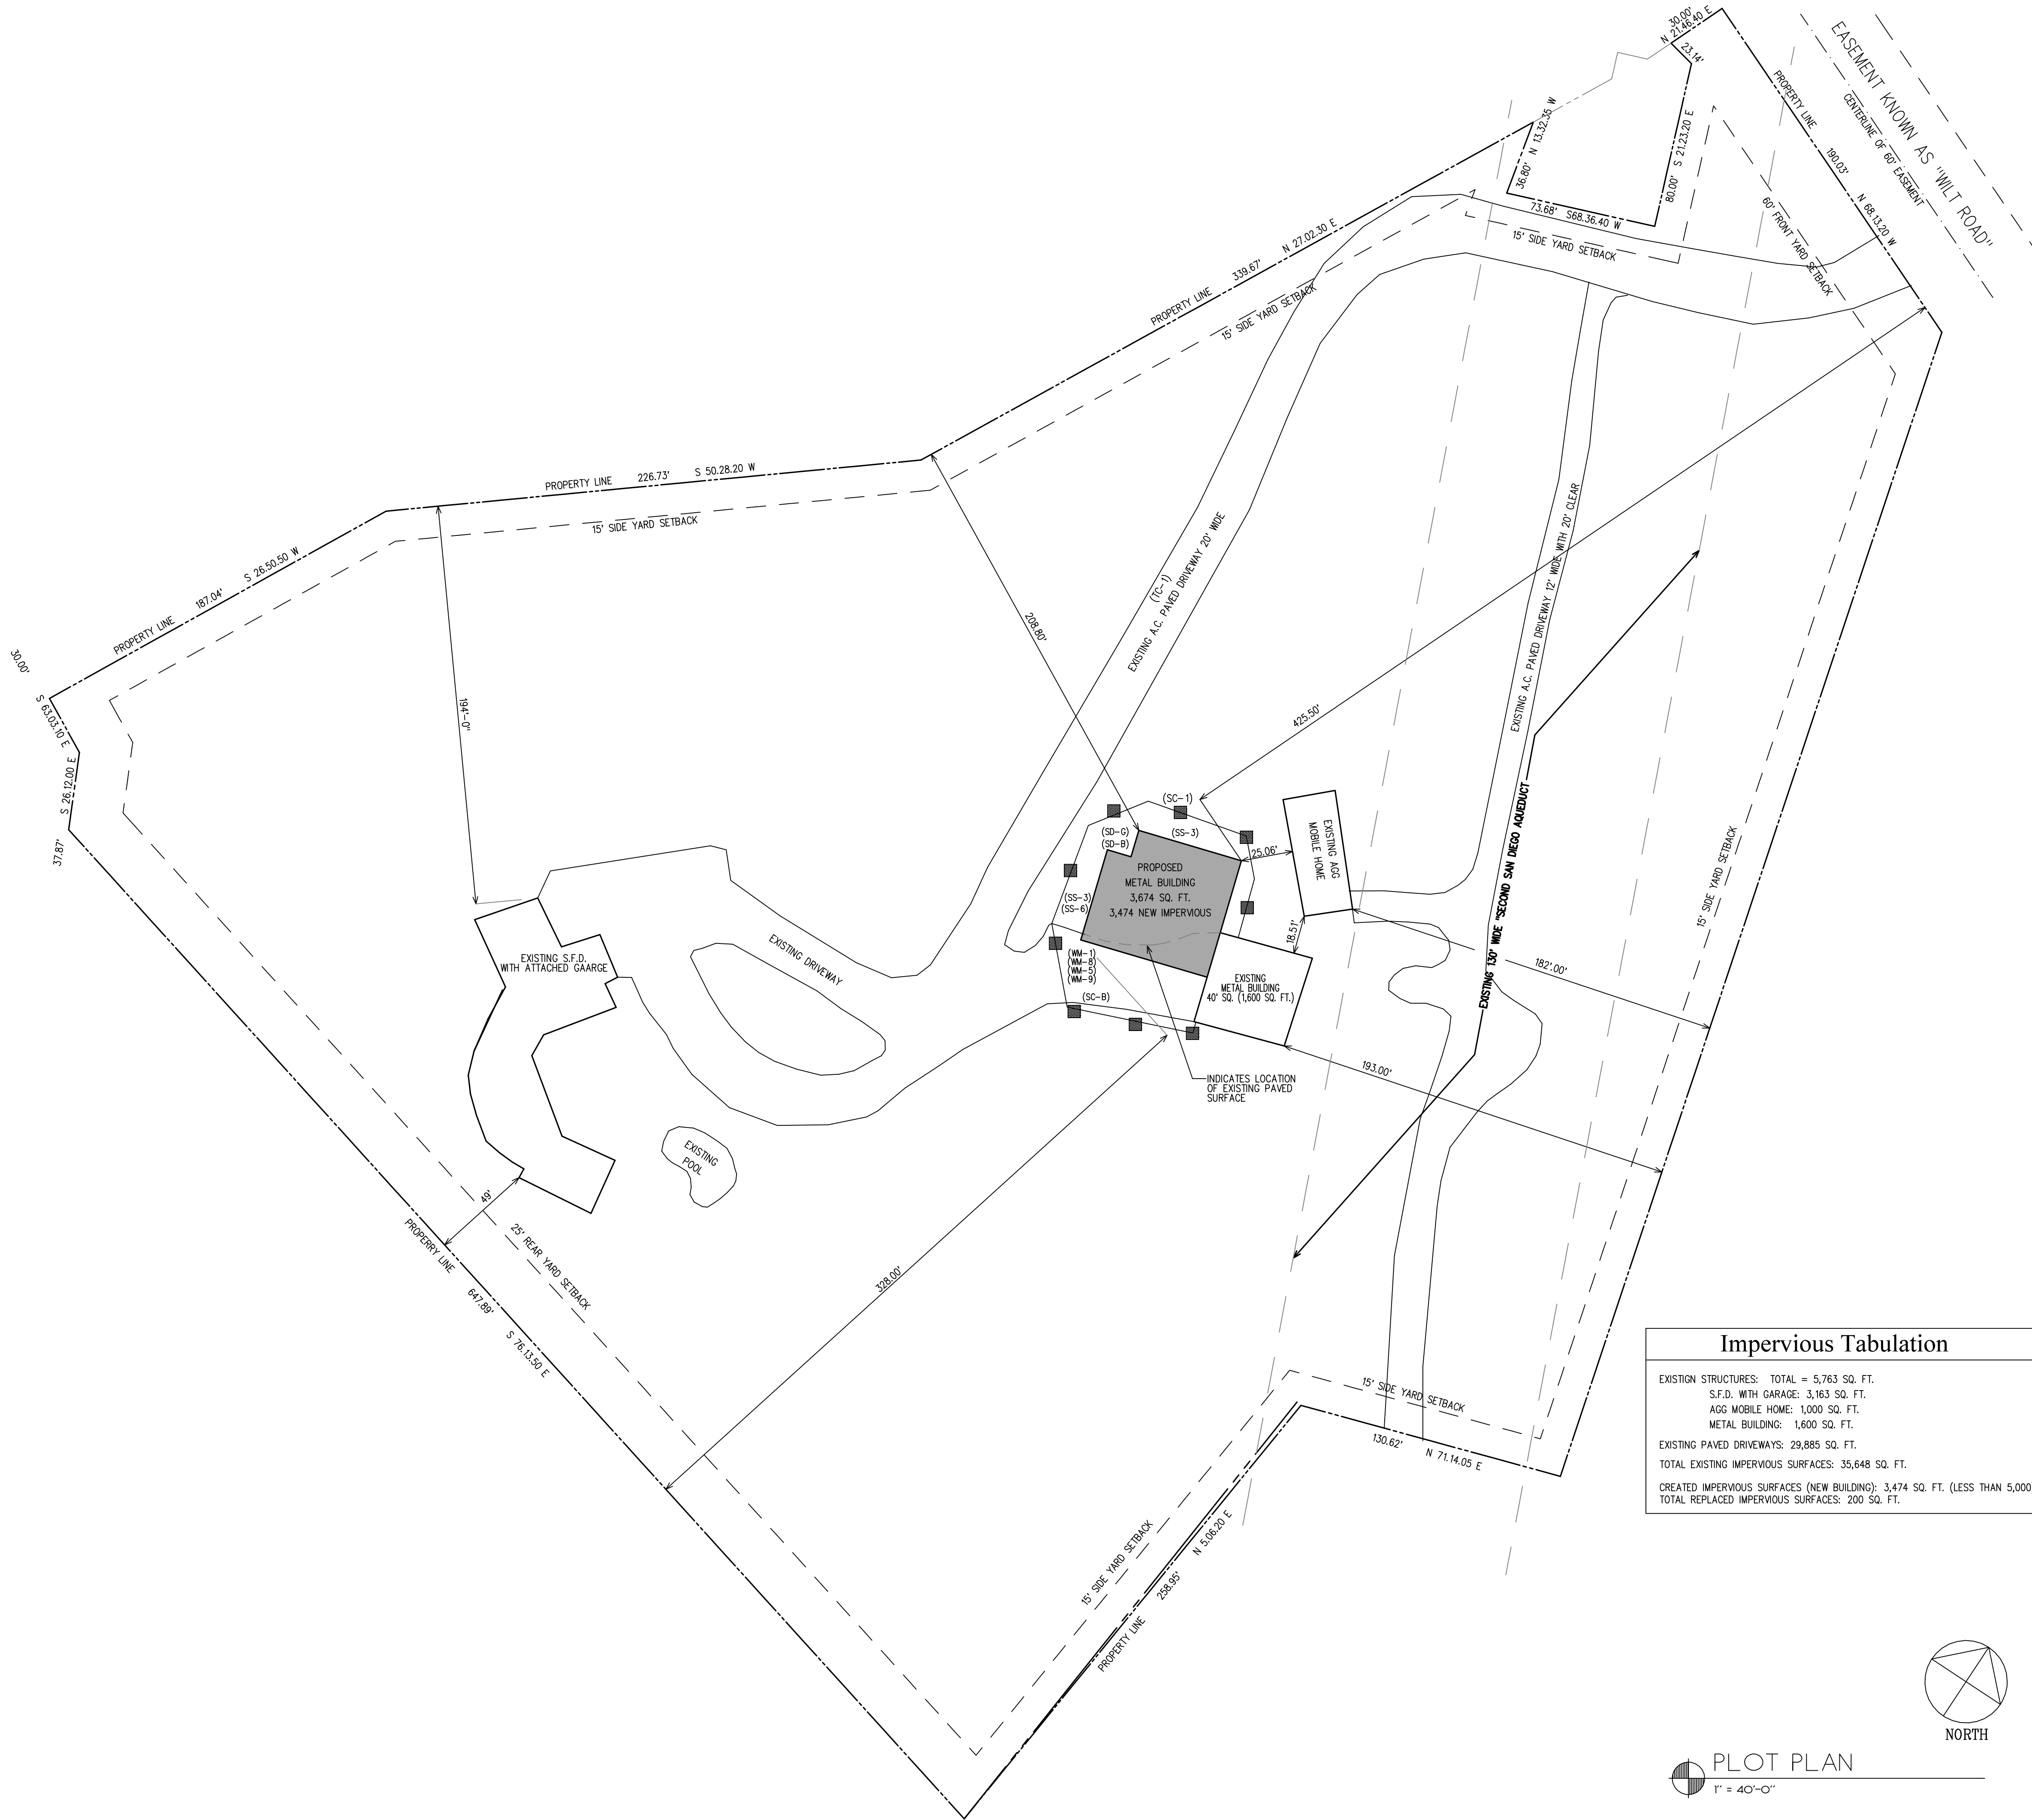 30.00'
N 21.46.40 E
23.14'
EASEMENT KNOWN AS "WILT ROAD"
CENTERLINE OF 60' EASEMENT
PROPERTY LINE 190.03' N 68.13.20 W
36.80' N 13.32.35 W
80.00' S 21.23.20 E
73.68' S68.36.40 W
15' SIDE YARD SETBACK
60' FRONT YARD SETBACK
PROPERTY LINE 339.67' N 27.02.30 E
15' SIDE YARD SETBACK
PROPERTY LINE 226.73' S 50.28.20 W
15' SIDE YARD SETBACK
PROPERTY LINE 187.04' S 26.50.50 W
30.00'
S 63.03.10 E
S 26.12.00 E
37.87'
194'-0"
208.80'
(TC-1)
EXISTING A.C. PAVED DRIVEWAY 20' WIDE
EXISTING A.C. PAVED DRIVEWAY 12' WIDE WITH 20' CLEAR
425.50'
EXISTING 130' WIDE "SECOND SAN DIEGO AQUEDUCT
15' SIDE YARD SETBACK
(SC-1)
(SD-G)
(SD-B)
(SS-3)
25.06'
EXISTING AGG
MOBILE HOME
PROPOSED
METAL BUILDING
3,674 SQ. FT.
3,474 NEW IMPERVIOUS
(SS-3)
(SS-6)
18.51'
(WM-1)
(WM-8)
(WM-5)
(WM-9)
(SC-B)
EXISTING
METAL BUILDING
40' SQ. (1,600 SQ. FT.)
182'.00'
193.00'
INDICATES LOCATION
OF EXISTING PAVED
SURFACE
EXISTING S.F.D.
WITH ATTACHED GAARGE
EXISTING DRIVEWAY
EXISTING
POOL
49'
PROPERRY LINE 647.89' S 76.13.50 E
25' REAR YARD SETBACK
328.00'
15' SIDE YARD SETBACK
130.62' N 71.14.05 E
15' SIDE YARD SETBACK
PROPERTY LINE 258.95' N 5.06.20 E
Impervious Tabulation
EXISTIGN STRUCTURES: TOTAL = 5,763 SQ. FT.
S.F.D. WITH GARAGE: 3,163 SQ. FT.
AGG MOBILE HOME: 1,000 SQ. FT.
METAL BUILDING: 1,600 SQ. FT.
EXISTING PAVED DRIVEWAYS: 29,885 SQ. FT.
TOTAL EXISTING IMPERVIOUS SURFACES: 35,648 SQ. FT.
CREATED IMPERVIOUS SURFACES (NEW BUILDING): 3,474 SQ. FT. (LESS THAN 5,000
TOTAL REPLACED IMPERVIOUS SURFACES: 200 SQ. FT.
NORTH
PLOT PLAN
1" = 40'-0"